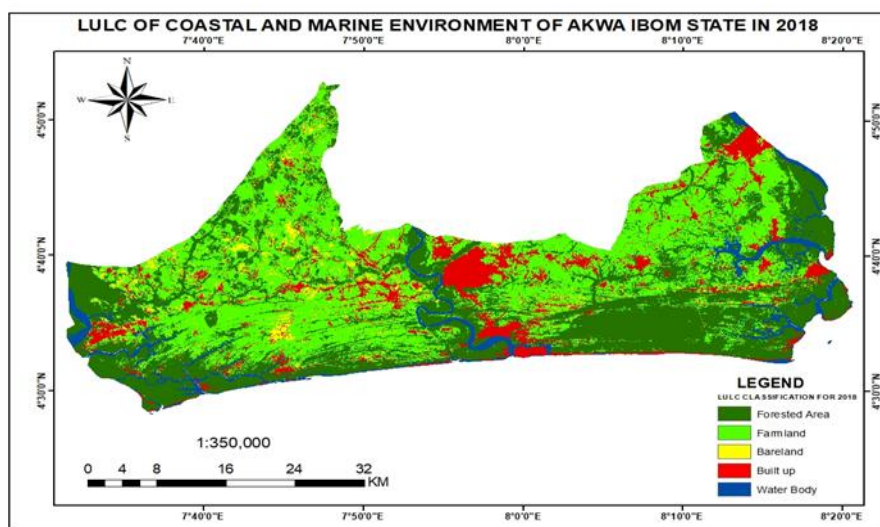 LULC OF COASTAL AND MARINE ENVIRONMENT OF AKWA IBOM STATE IN 2018
7°40'0"E 7°50'0"E 8°0'0"E 8°10'0"E 8°20'0"E
N
W E
S
4°50'0"N 4°50'0"N
4°40'0"N 4°40'0"N
4°30'0"N 4°30'0"N
LEGEND
LULC CLASSIFICATION FOR 2018
Forested Area
Farmland
Bareland
Built up
Water Body
1:350,000
0 2 4 8 16 24 32
KM
7°40'0"E 7°50'0"E 8°0'0"E 8°10'0"E 8°20'0"E